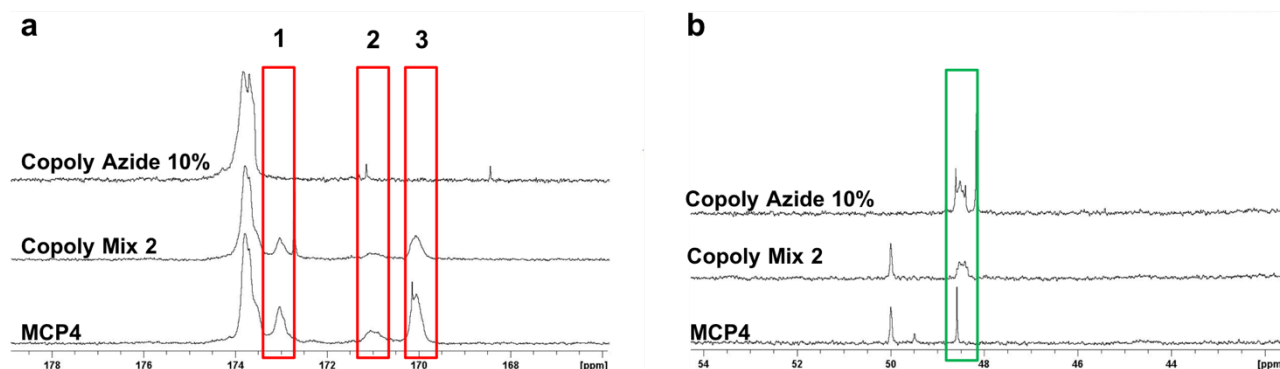 a
1 2 3
Copoly Azide 10%
Copoly Mix 2
MCP4
178 176 174 172 170 168 [ppm]
b
Copoly Azide 10%
Copoly Mix 2
MCP4
54 52 50 48 46 44 [ppm]